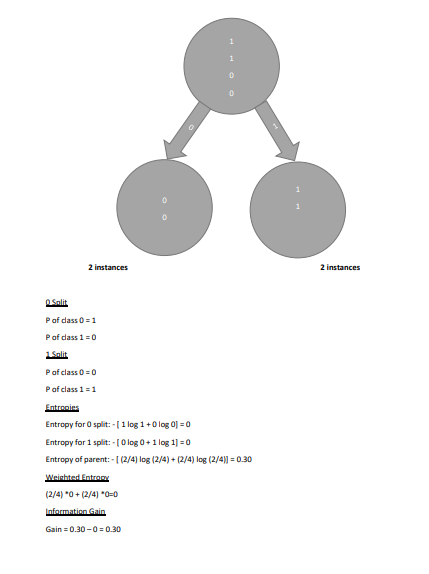 1
1
0
0
0
1
0
0
1
1
2 instances
2 instances
0 Split
P of class 0 = 1
P of class 1 = 0
1 Split
P of class 0 = 0
P of class 1 = 1
Entropies
Entropy for 0 split: - [ 1 log 1 + 0 log 0] = 0
Entropy for 1 split: - [ 0 log 0 + 1 log 1] = 0
Entropy of parent: - [ (2/4) log (2/4) + (2/4) log (2/4)] = 0.30
Weighted Entropy
(2/4) *0 + (2/4) *0=0
Information Gain
Gain = 0.30 – 0 = 0.30